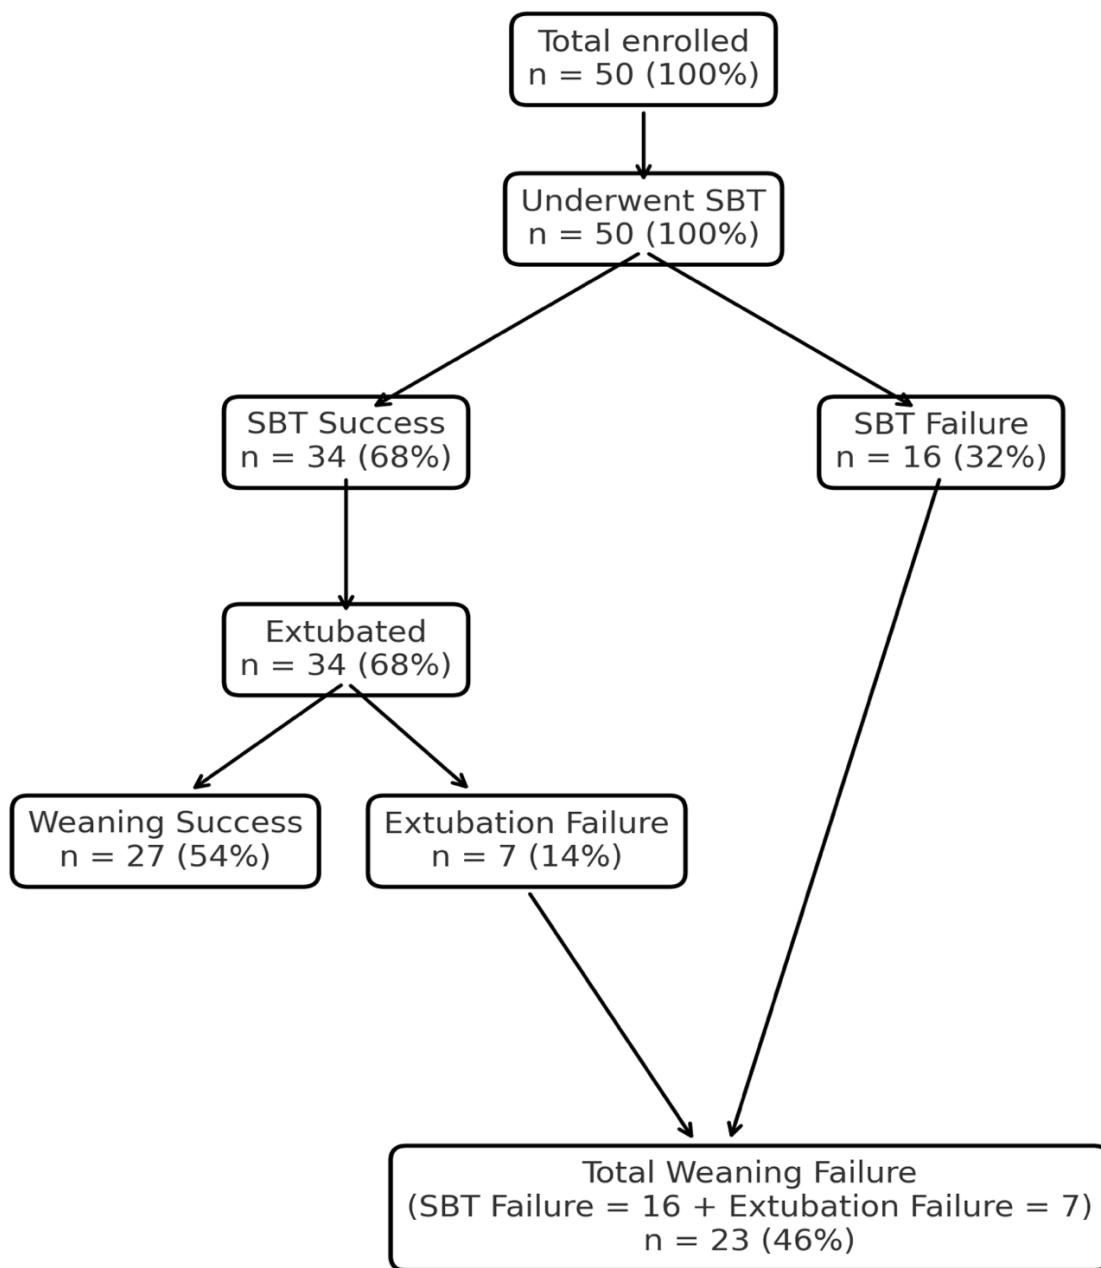 Total enrolled
n = 50 (100%)
Underwent SBT
n = 50 (100%)
SBT Success
n = 34 (68%)
SBT Failure
n = 16 (32%)
Extubated
n = 34 (68%)
Weaning Success
n = 27 (54%)
Extubation Failure
n = 7 (14%)
Total Weaning Failure
(SBT Failure = 16 + Extubation Failure = 7)
n = 23 (46%)